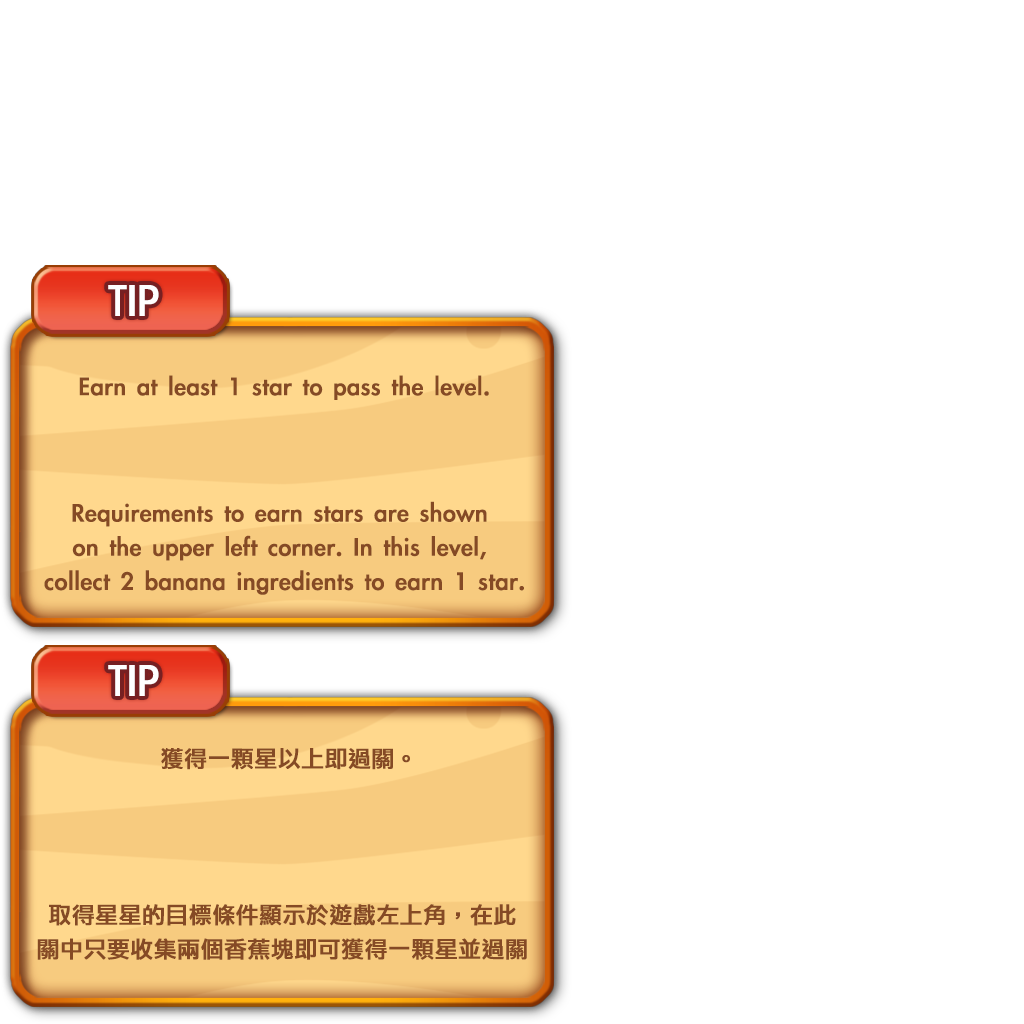 TIP
Earn at least 1 star to pass the level.
Requirements to earn stars are shown
on the upper left corner. In this level,
collect 2 banana ingredients to earn 1 star.
TIP
獲得一顆星以上即過關。
取得星星的目標條件顯示於遊戲左上角，在此
關中只要收集兩個香蕉塊即可獲得一顆星並過關